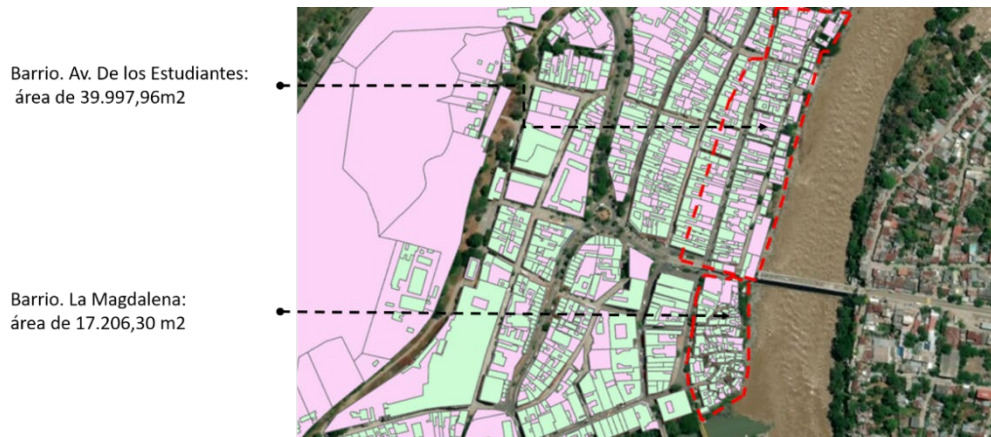 Barrio. Av. De los Estudiantes:
área de 39.997,96m2
Barrio. La Magdalena:
área de 17.206,30 m2